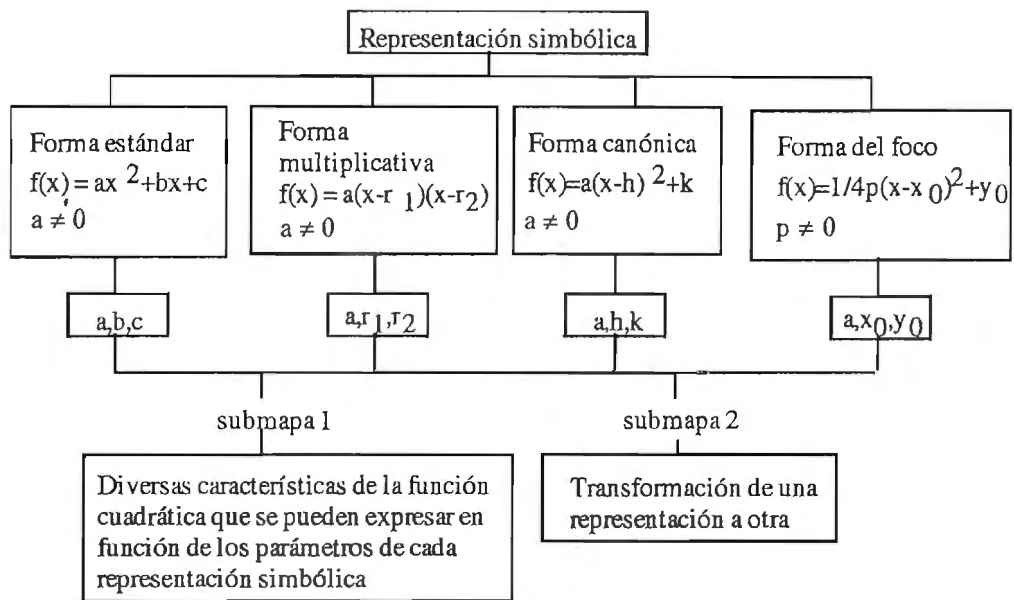 Representación simbólica
Forma estándar
f(x) = ax ²+bx+c
a ≠ 0
Forma
multiplicativa
f(x) = a(x-r ₁)(x-r₂)
a ≠ 0
Forma canónica
f(x)=a(x-h) ²+k
a ≠ 0
Forma del foco
f(x)=1/4p(x-x ₀)²+y₀
p ≠ 0
a,b,c
a,r₁,r₂
a,h,k
a,x₀,y₀
submapa 1
submapa 2
Diversas características de la función
cuadrática que se pueden expresar en
función de los parámetros de cada
representación simbólica
Transformación de una
representación a otra